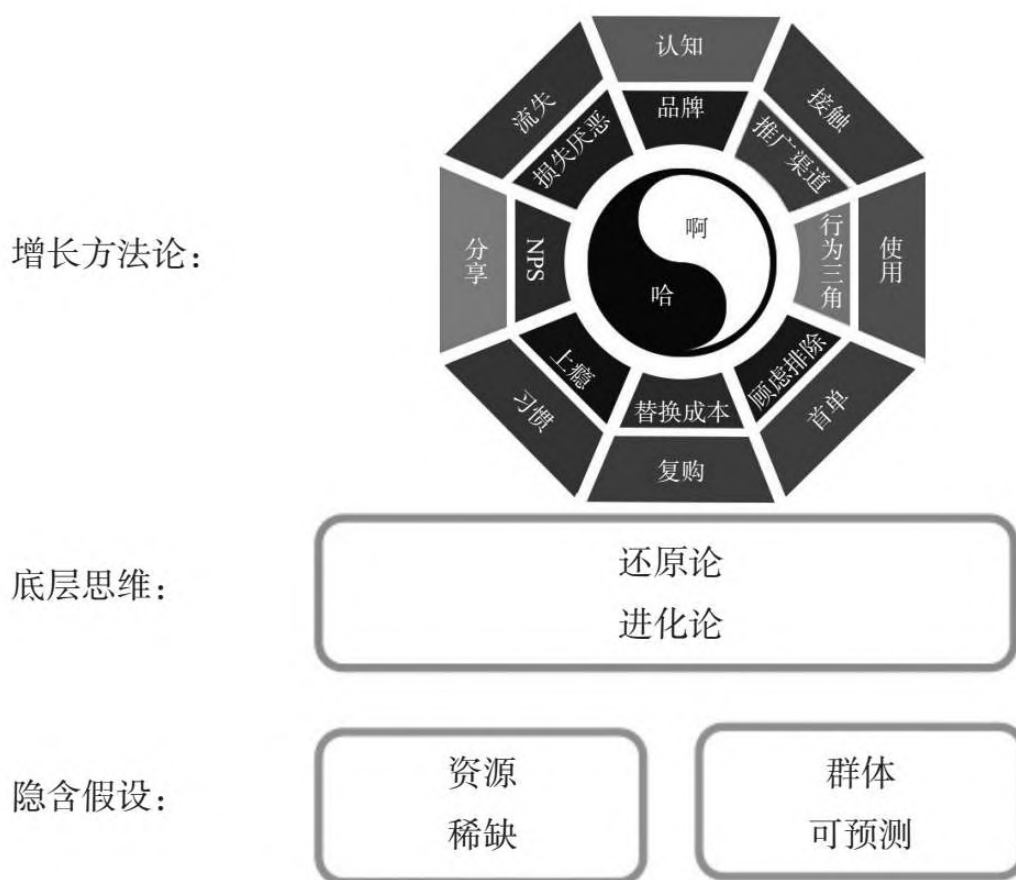 增长方法论：
认知
品牌
接触
推广渠道
使用
行为三角
首单
顾虑排除
复购
替换成本
习惯
上瘾
分享
NPS
流失
损失厌恶
啊
哈
底层思维：
还原论
进化论
隐含假设：
资源
稀缺
群体
可预测